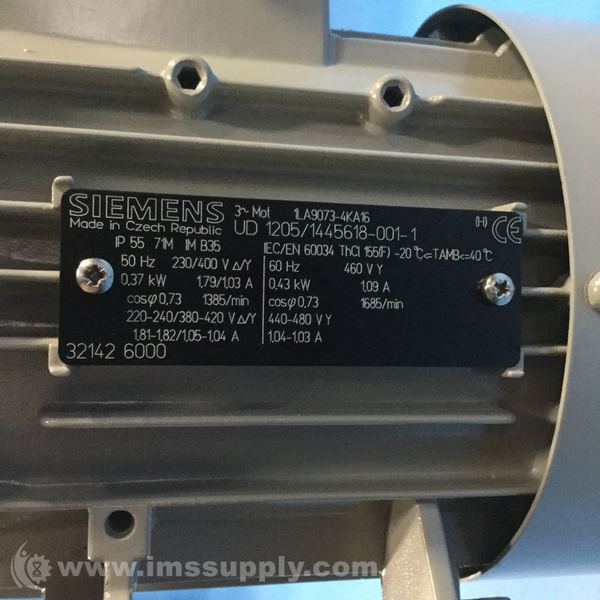 SIEMENS 3~ Mot 1LA9073-4KA16 (H) CE
Made in Czech Republic UD 1205/1445618-001-1
IP 55 71M IM B35 IEC/EN 60034 ThCl 155(F) -20°C<=TAMB<=40°C
50 Hz 230/400 V Δ/Y 60 Hz 460 V Y
0,37 kW 1,79/1,03 A 0,43 kW 1,09 A
cosφ 0,73 1385/min cosφ 0,73 1685/min
220-240/380-420 V Δ/Y 440-480 V Y
1,81-1,82/1,05-1,04 A 1,04-1,03 A
32142 6000
www.imssupply.com